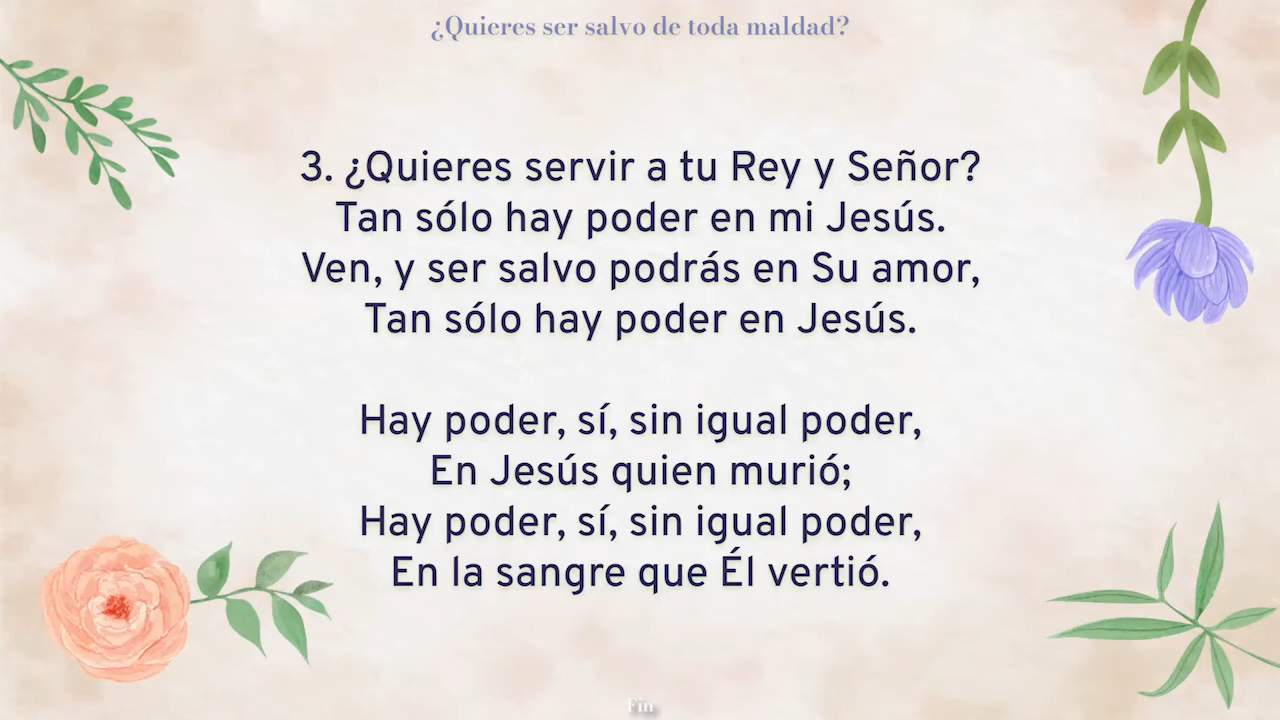 ¿Quieres ser salvo de toda maldad?
3. ¿Quieres servir a tu Rey y Señor?
Tan sólo hay poder en mi Jesús.
Ven, y ser salvo podrás en Su amor,
Tan sólo hay poder en Jesús.
Hay poder, sí, sin igual poder,
En Jesús quien murió;
Hay poder, sí, sin igual poder,
En la sangre que Él vertió.
Fin